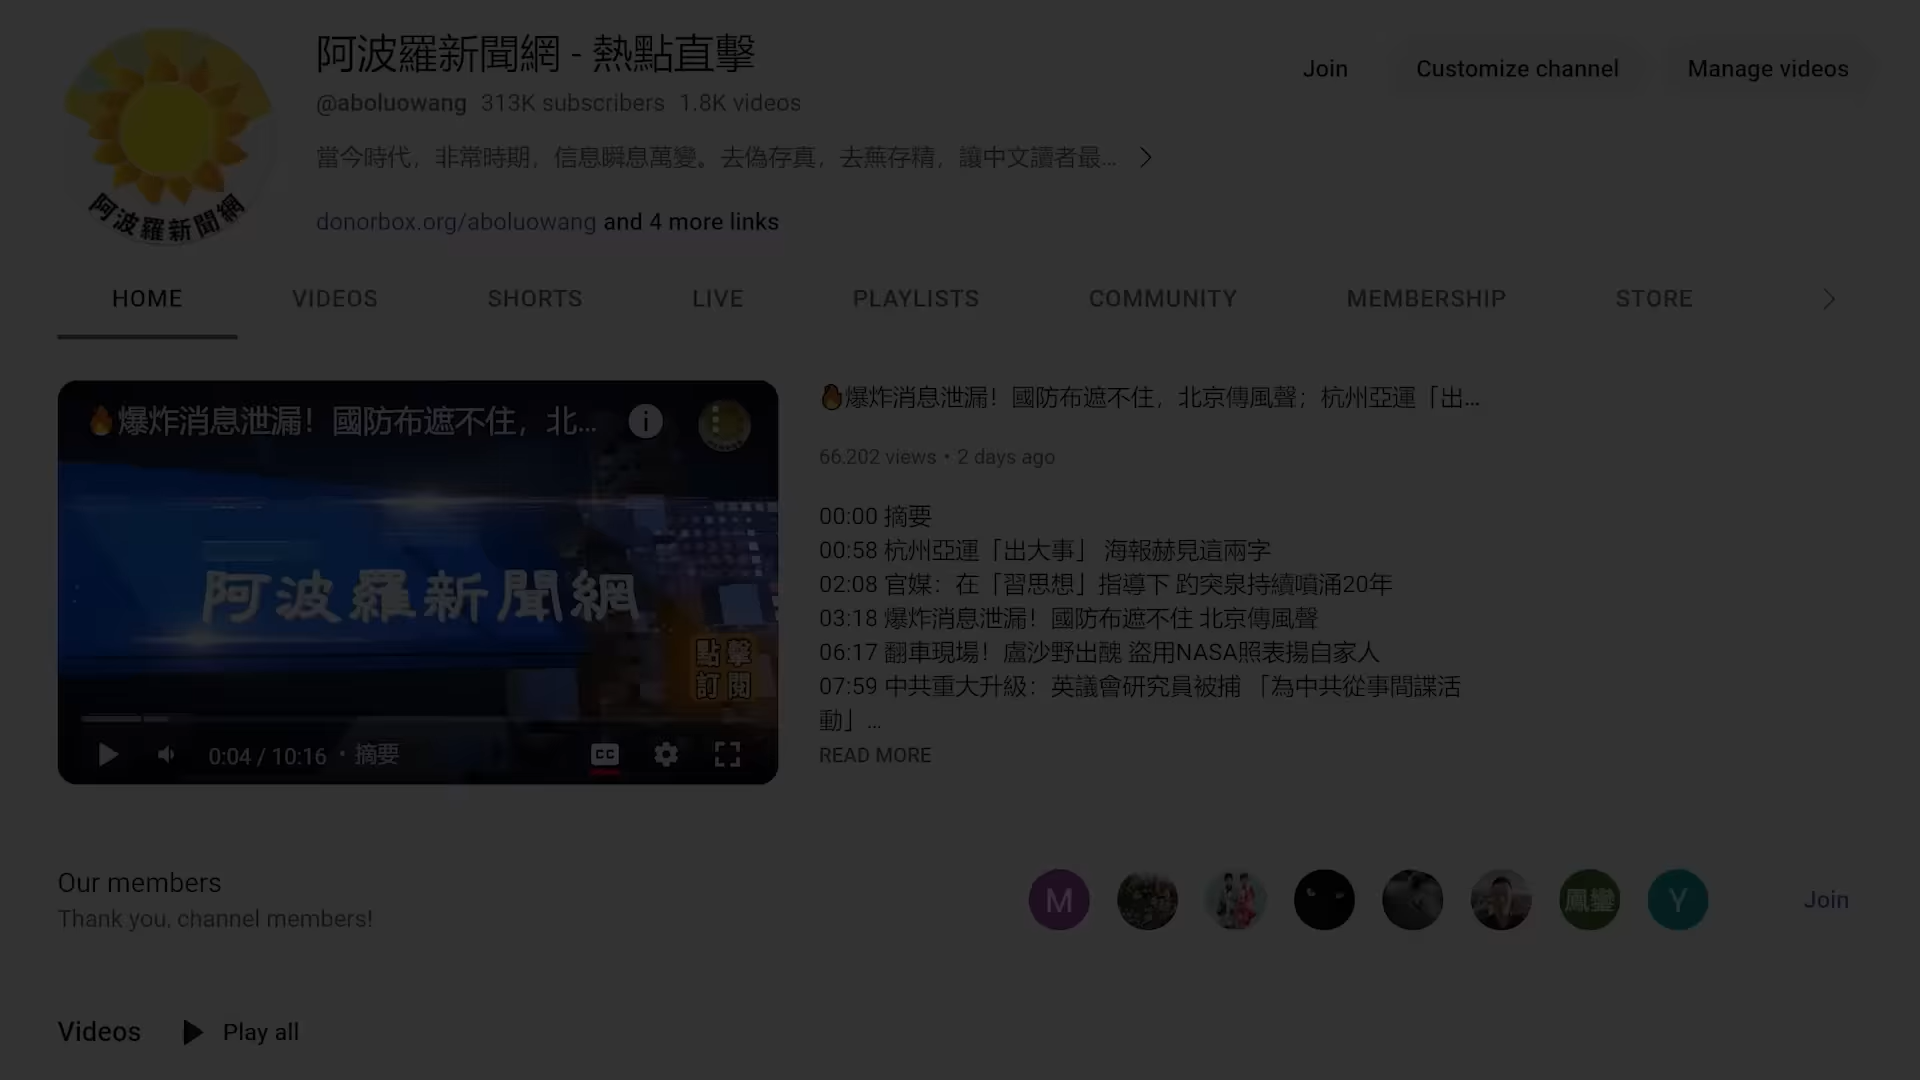 阿波羅新聞網 - 熱點直擊
@aboluowang 313K subscribers 1.8K videos
當今時代，非常時期，信息瞬息萬變。去偽存真，去蕪存精，讓中文讀者最...
donorbox.org/aboluowang and 4 more links
Join
Customize channel
Manage videos
阿波羅新聞網
HOME
VIDEOS
SHORTS
LIVE
PLAYLISTS
COMMUNITY
MEMBERSHIP
STORE
🔥爆炸消息泄漏！國防布遮不住，北...
阿波羅新聞網
點擊
訂閱
0:04 / 10:16 • 摘要
CC
🔥爆炸消息泄漏！國防布遮不住，北京傳風聲；杭州亞運「出...
66,202 views • 2 days ago
00:00 摘要
00:58 杭州亞運「出大事」 海報赫見這兩字
02:08 官媒：在「習思想」指導下 趵突泉持續噴涌20年
03:18 爆炸消息泄漏！國防布遮不住 北京傳風聲
06:17 翻車現場！盧沙野出醜 盜用NASA照表揚自家人
07:59 中共重大升級：英議會研究員被捕 「為中共從事間諜活
動」...
READ MORE
Our members
Thank you, channel members!
M
鳳鑾
Y
Join
Videos
Play all